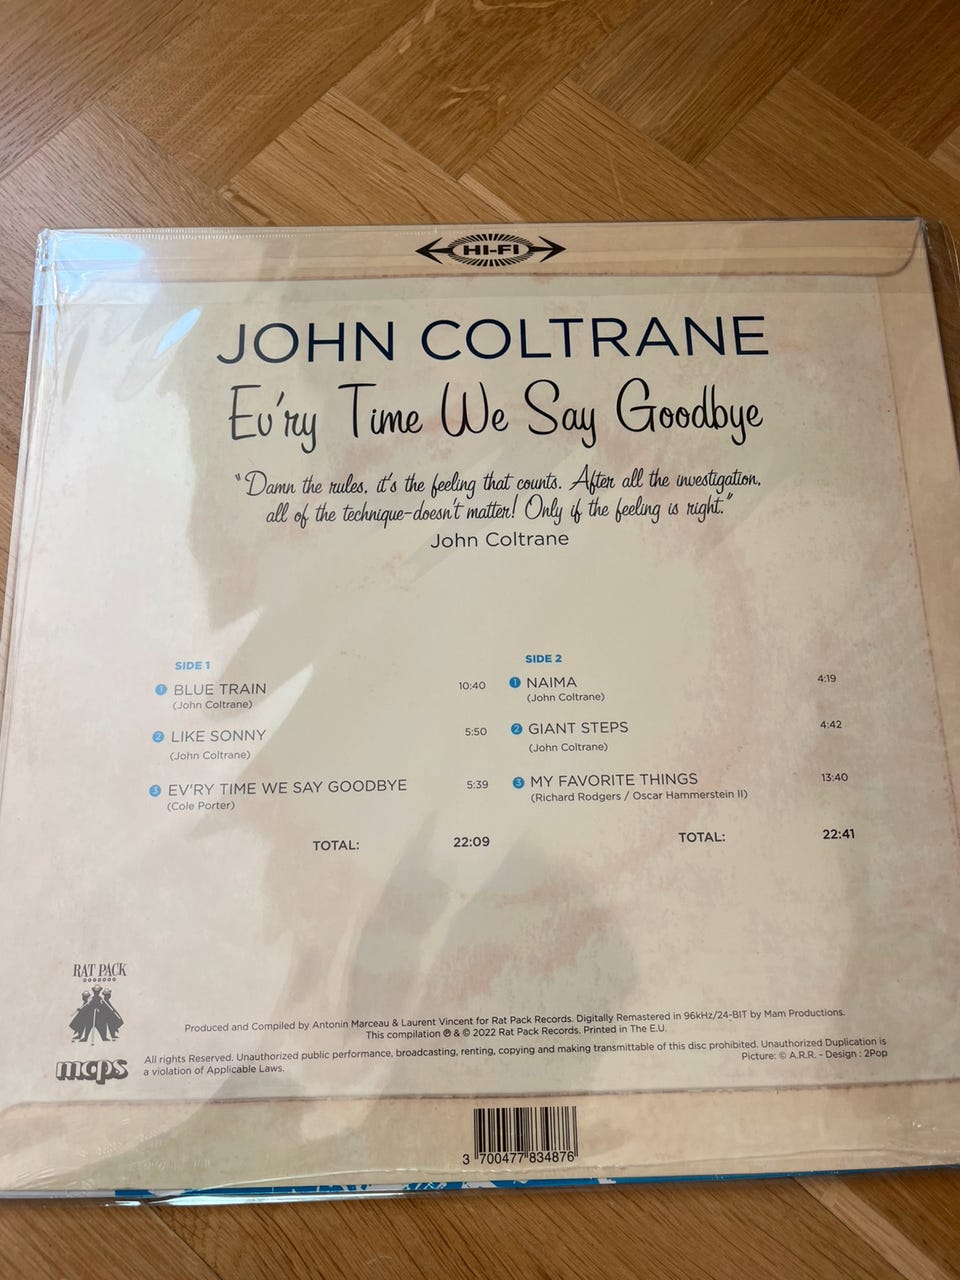 HI-FI
JOHN COLTRANE
Ev'ry Time We Say Goodbye
"Damn the rules, it's the feeling that counts. After all the investigation,
all of the technique-doesn't matter! Only if the feeling is right."
John Coltrane
SIDE 1
1 BLUE TRAIN 10:40
(John Coltrane)
2 LIKE SONNY 5:50
(John Coltrane)
3 EV'RY TIME WE SAY GOODBYE 5:39
(Cole Porter)
TOTAL: 22:09
SIDE 2
1 NAIMA 4:19
(John Coltrane)
2 GIANT STEPS 4:42
(John Coltrane)
3 MY FAVORITE THINGS 13:40
(Richard Rodgers / Oscar Hammerstein II)
TOTAL: 22:41
RAT PACK
Produced and Compiled by Antonin Marceau & Laurent Vincent for Rat Pack Records. Digitally Remastered in 96kHz/24-BIT by Mam Productions.
This compilation ℗ & © 2022 Rat Pack Records. Printed in The E.U.
mcps
All rights Reserved. Unauthorized public performance, broadcasting, renting, copying and making transmittable of this disc prohibited. Unauthorized Duplication is
a violation of Applicable Laws.
Picture: © A.R.R. - Design : 2Pop
3 700477 834876